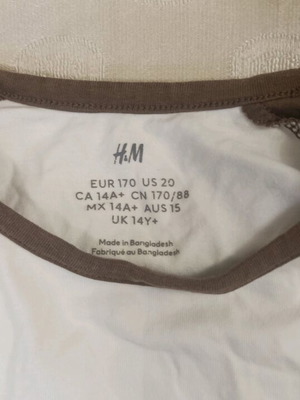 H&M
EUR 170 US 20
CA 14A+ CN 170/88
MX 14A+ AUS 15
UK 14Y+
Made in Bangladesh
Fabriqué au Bangladesh